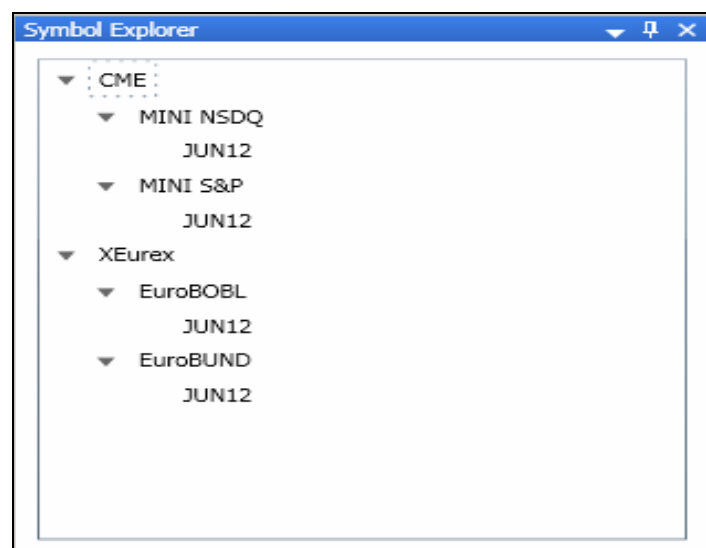 Symbol Explorer
CME
MINI NSDQ
JUN12
MINI S&P
JUN12
XEurex
EuroBOBL
JUN12
EuroBUND
JUN12